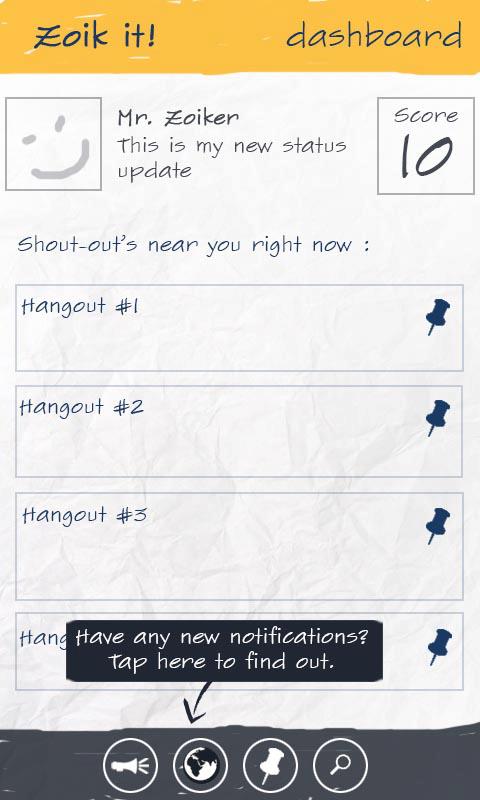 Zoik it! dashboard
Mr. Zoiker
This is my new status
update
Score
10
Shout-out's near you right now :
Hangout #1
Hangout #2
Hangout #3
Hang
Have any new notifications?
Tap here to find out.